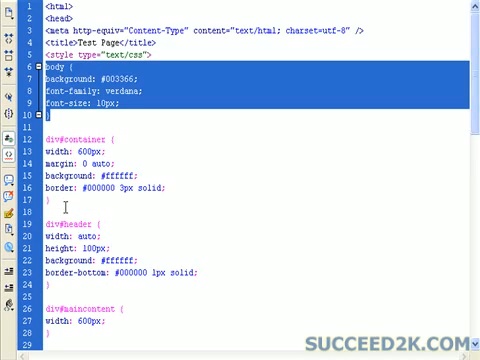 1 <html>
2 <head>
3 <meta http-equiv="Content-Type" content="text/html; charset=utf-8" />
4 <title>Test Page</title>
5 <style type="text/css">
6 body {
7 background: #003366;
8 font-family: verdana;
9 font-size: 10px;
10 }
11
12 div#container {
13 width: 600px;
14 margin: 0 auto;
15 background: #ffffff;
16 border: #000000 3px solid;
17 }
18
19 div#header {
20 width: auto;
21 height: 100px;
22 background: #ffffff;
23 border-bottom: #000000 1px solid;
24 }
25
26 div#maincontent {
27 width: 600px;
28 }
29
SUCCEED2K.COM